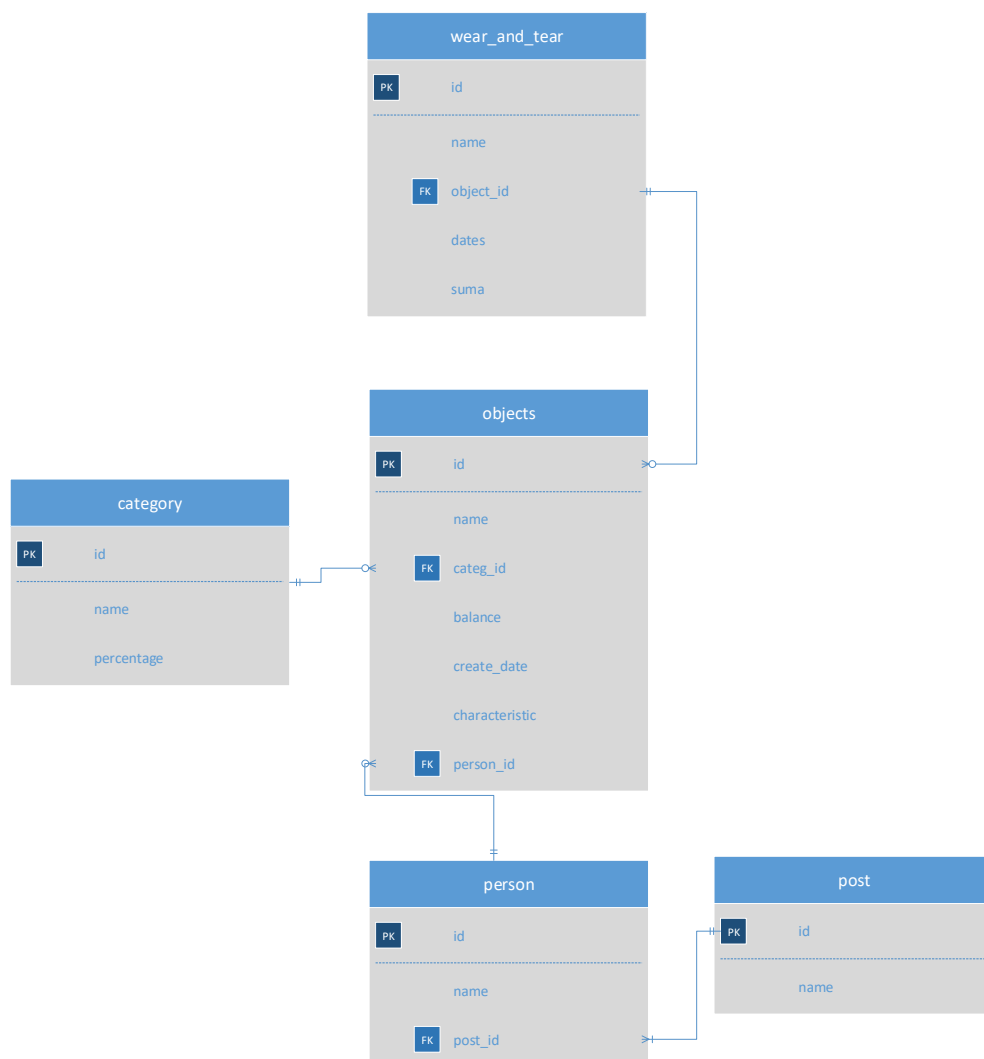 wear_and_tear
PK id
name
FK object_id
dates
suma
objects
PK id
name
FK categ_id
balance
create_date
characteristic
FK person_id
category
PK id
name
percentage
person
PK id
name
FK post_id
post
PK id
name